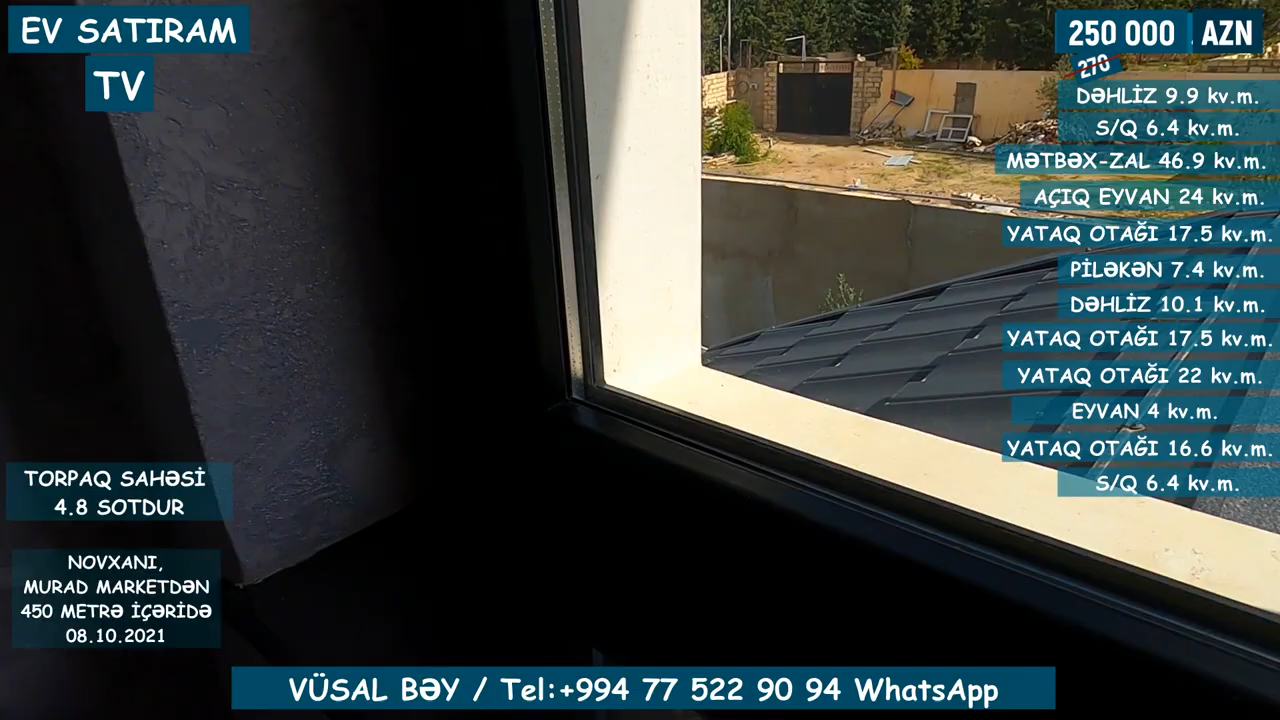 EV SATIRAM
TV
250 000 AZN
270
DƏHLİZ 9.9 kv.m.
S/Q 6.4 kv.m.
MƏTBƏX-ZAL 46.9 kv.m.
AÇIQ EYVAN 24 kv.m.
YATAQ OTAĞI 17.5 kv.m.
PİLƏKƏN 7.4 kv.m.
DƏHLİZ 10.1 kv.m.
YATAQ OTAĞI 17.5 kv.m.
YATAQ OTAĞI 22 kv.m.
EYVAN 4 kv.m.
YATAQ OTAĞI 16.6 kv.m.
S/Q 6.4 kv.m.
TORPAQ SAHƏSİ
4.8 SOTDUR
NOVXANI,
MURAD MARKETDƏN
450 METRƏ İÇƏRİDƏ
08.10.2021
VÜSAL BƏY / Tel:+994 77 522 90 94 WhatsApp